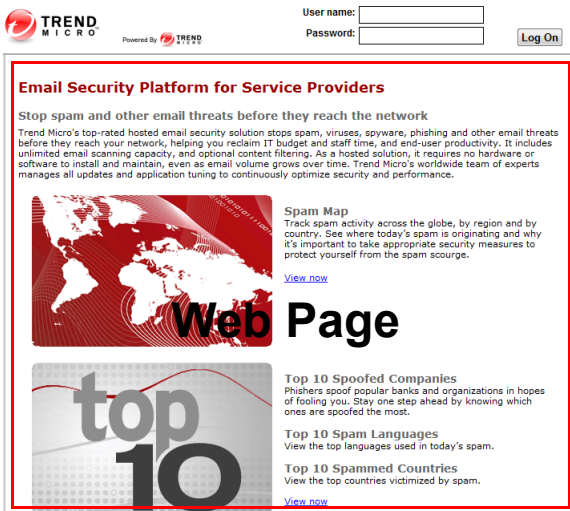 TREND
MICRO
Powered By TREND MICRO
User name:
Password:
Log On
Email Security Platform for Service Providers
Stop spam and other email threats before they reach the network
Trend Micro's top-rated hosted email security solution stops spam, viruses, spyware, phishing and other email threats
before they reach your network, helping you reclaim IT budget and staff time, and end-user productivity. It includes
unlimited email scanning capacity, and optional content filtering. As a hosted solution, it requires no hardware or
software to install and maintain, even as email volume grows over time. Trend Micro's worldwide team of experts
manages all updates and application tuning to continuously optimize security and performance.
Spam Map
Track spam activity across the globe, by region and by
country. See where today's spam is originating and why
it's important to take appropriate security measures to
protect yourself from the spam scourge.
View now
Web Page
top
10
Top 10 Spoofed Companies
Phishers spoof popular banks and organizations in hopes
of fooling you. Stay one step ahead by knowing which
ones are spoofed the most.
Top 10 Spam Languages
View the top languages used in today's spam.
Top 10 Spammed Countries
View the top countries victimized by spam.
View now